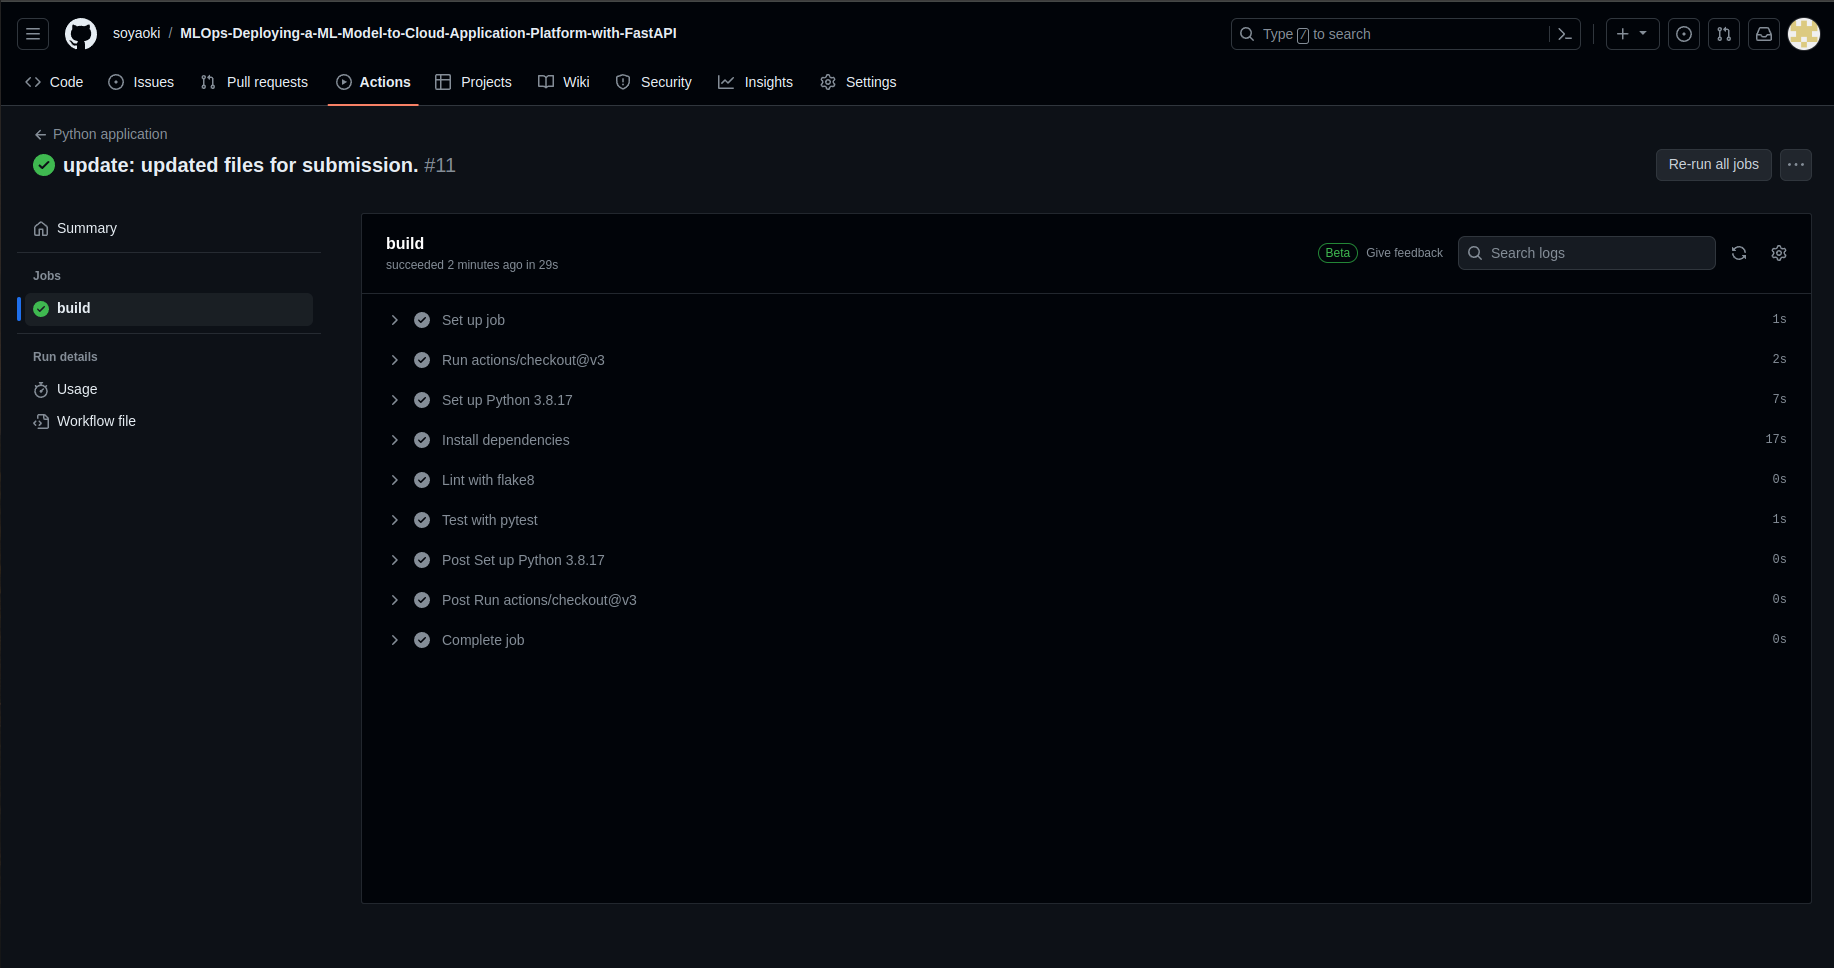 soyaoki / MLOps-Deploying-a-ML-Model-to-Cloud-Application-Platform-with-FastAPI
Type / to search
Code Issues Pull requests Actions Projects Wiki Security Insights Settings
Python application
update: updated files for submission. #11
Re-run all jobs
Summary
Jobs
build
Run details
Usage
Workflow file
build
succeeded 2 minutes ago in 29s
Beta Give feedback
Search logs
Set up job 1s
Run actions/checkout@v3 2s
Set up Python 3.8.17 7s
Install dependencies 17s
Lint with flake8 0s
Test with pytest 1s
Post Set up Python 3.8.17 0s
Post Run actions/checkout@v3 0s
Complete job 0s